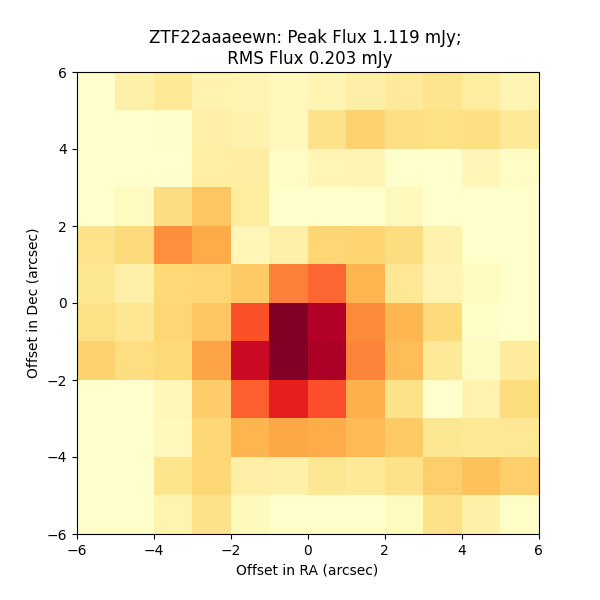 ZTF22aaaeewn: Peak Flux 1.119 mJy;
RMS Flux 0.203 mJy
6
4
2
0
−2
−4
−6
Offset in Dec (arcsec)
−6 −4 −2 0 2 4 6
Offset in RA (arcsec)